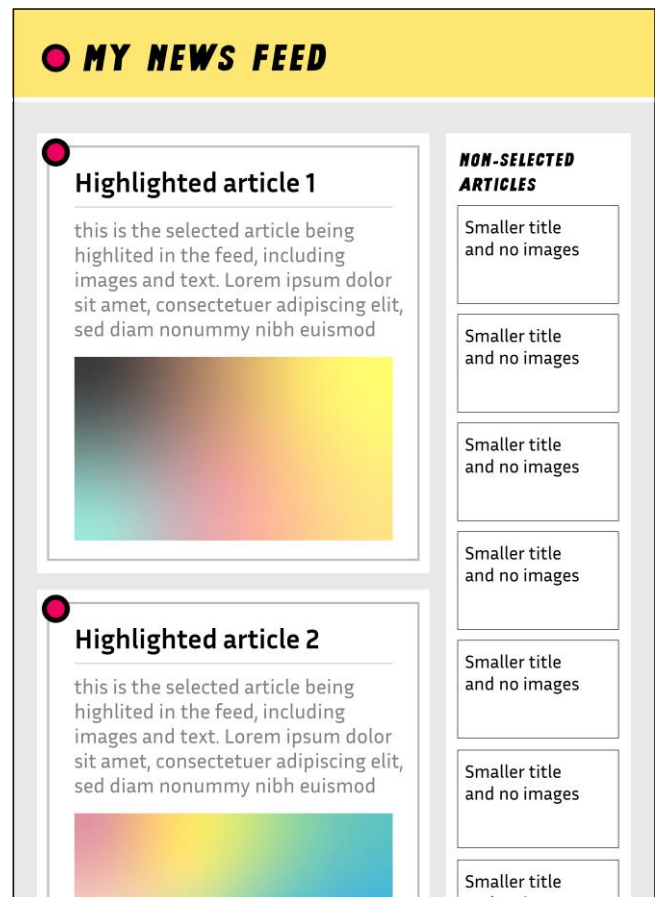 MY NEWS FEED
Highlighted article 1
this is the selected article being
highlited in the feed, including
images and text. Lorem ipsum dolor
sit amet, consectetuer adipiscing elit,
sed diam nonummy nibh euismod
Highlighted article 2
this is the selected article being
highlited in the feed, including
images and text. Lorem ipsum dolor
sit amet, consectetuer adipiscing elit,
sed diam nonummy nibh euismod
NON-SELECTED
ARTICLES
Smaller title
and no images
Smaller title
and no images
Smaller title
and no images
Smaller title
and no images
Smaller title
and no images
Smaller title
and no images
Smaller title